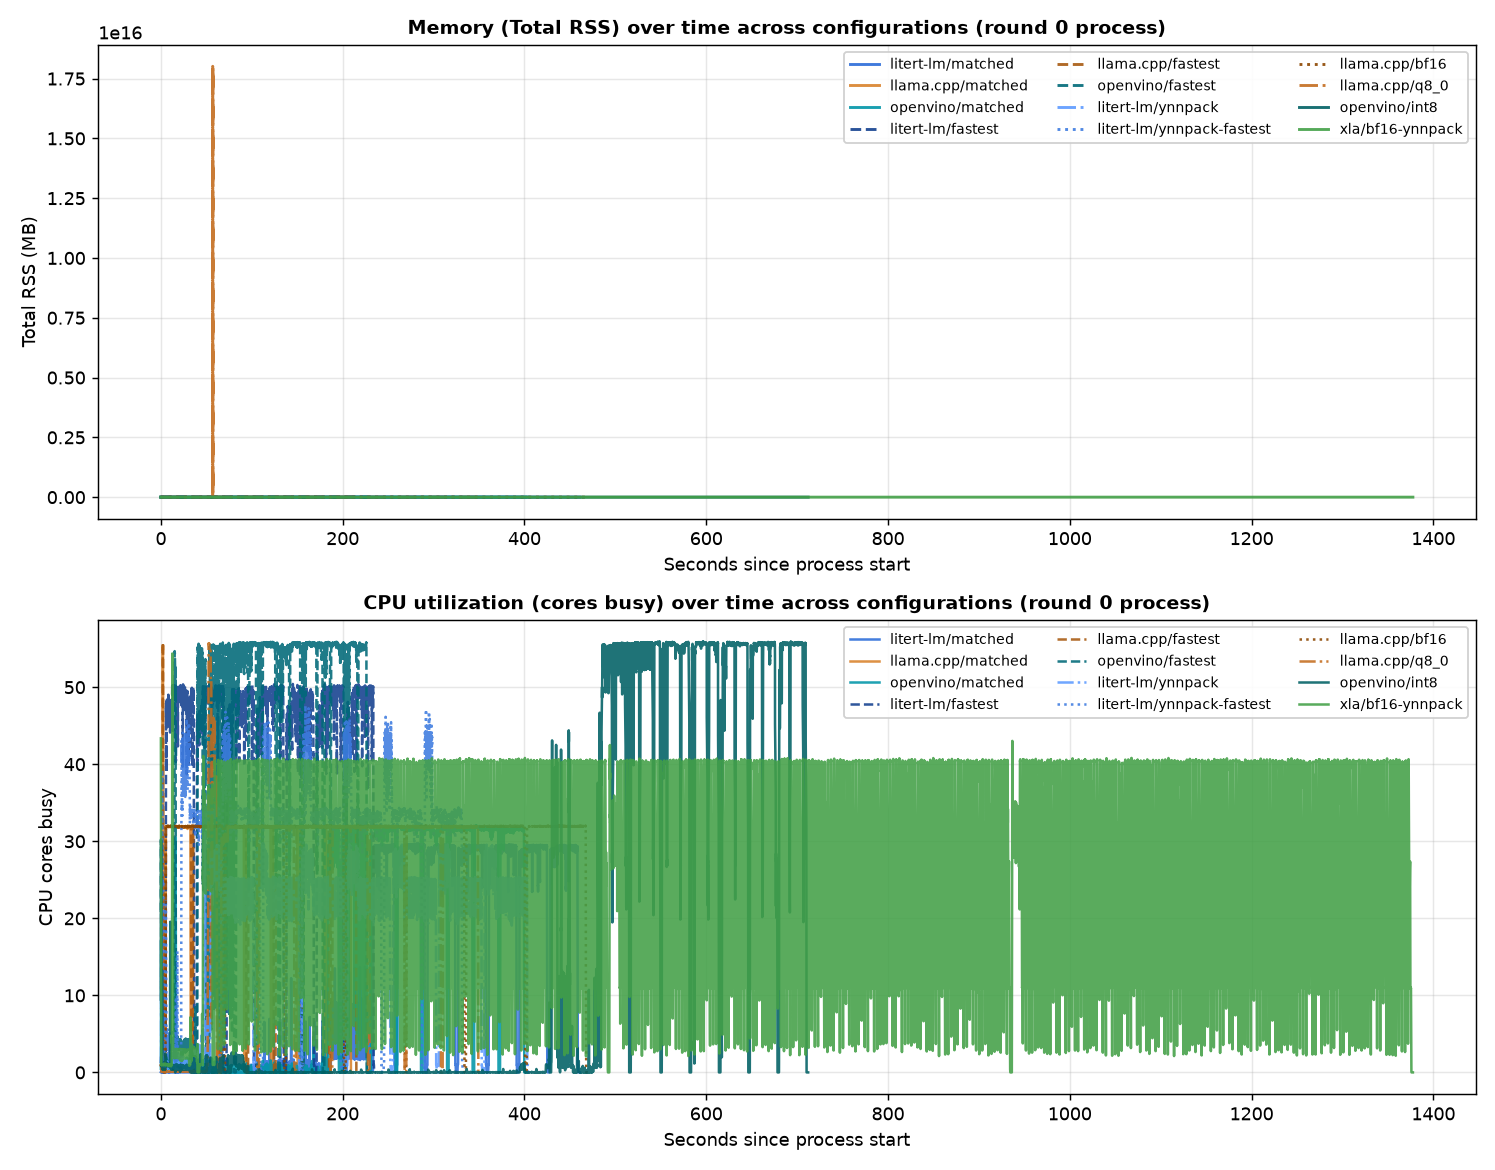 Memory (Total RSS) over time across configurations (round 0 process)
1e16
1.75
1.50
1.25
1.00
0.75
0.50
0.25
0.00
Total RSS (MB)
litert-lm/matched
llama.cpp/matched
openvino/matched
litert-lm/fastest
llama.cpp/fastest
openvino/fastest
litert-lm/ynnpack
litert-lm/ynnpack-fastest
llama.cpp/bf16
llama.cpp/q8_0
openvino/int8
xla/bf16-ynnpack
0 200 400 600 800 1000 1200 1400
Seconds since process start
CPU utilization (cores busy) over time across configurations (round 0 process)
50
40
30
20
10
0
CPU cores busy
litert-lm/matched
llama.cpp/matched
openvino/matched
litert-lm/fastest
llama.cpp/fastest
openvino/fastest
litert-lm/ynnpack
litert-lm/ynnpack-fastest
llama.cpp/bf16
llama.cpp/q8_0
openvino/int8
xla/bf16-ynnpack
0 200 400 600 800 1000 1200 1400
Seconds since process start